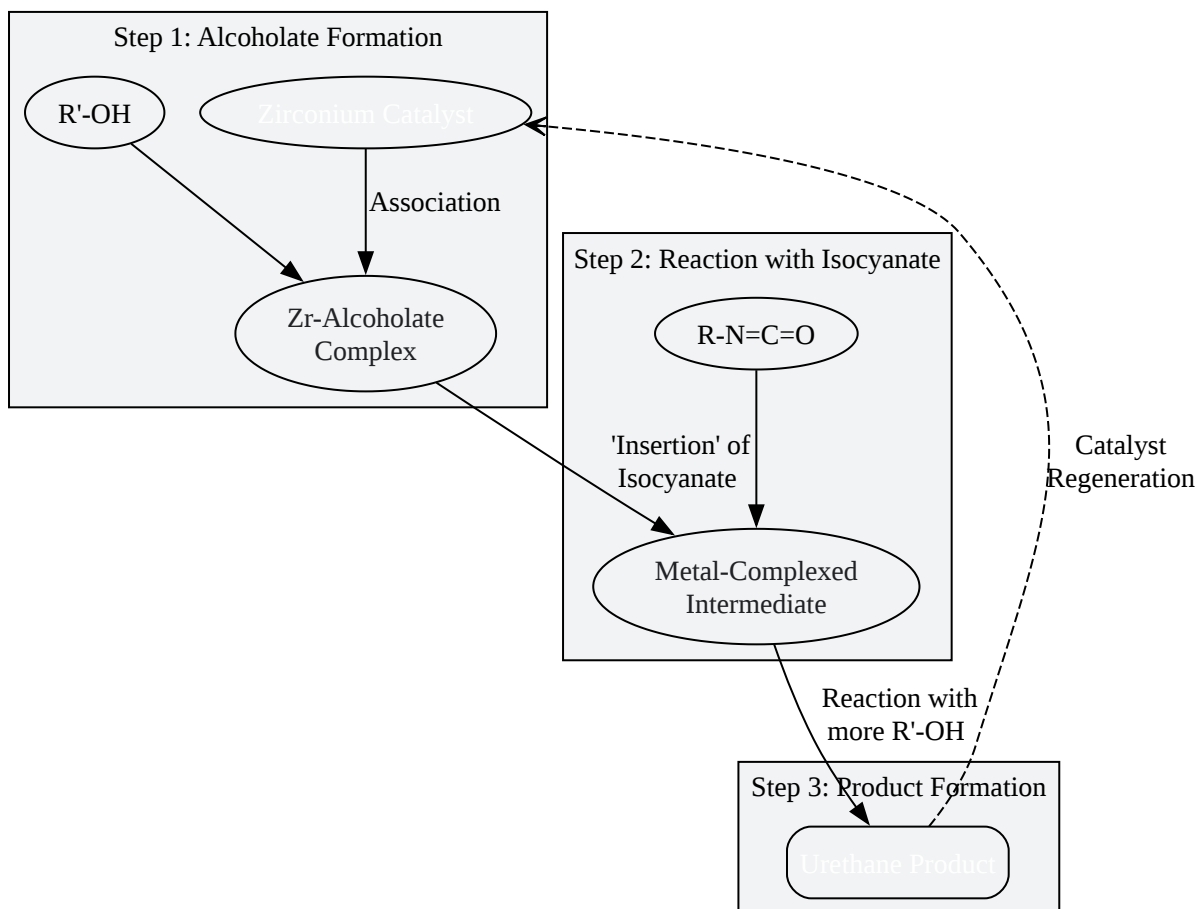 Step 1: Alcoholate Formation
R'-OH
Zirconium Catalyst
Association
Zr-Alcoholate
Complex
Step 2: Reaction with Isocyanate
R-N=C=O
'Insertion' of
Isocyanate
Catalyst
Regeneration
Metal-Complexed
Intermediate
Reaction with
more R'-OH
Step 3: Product Formation
Urethane Product